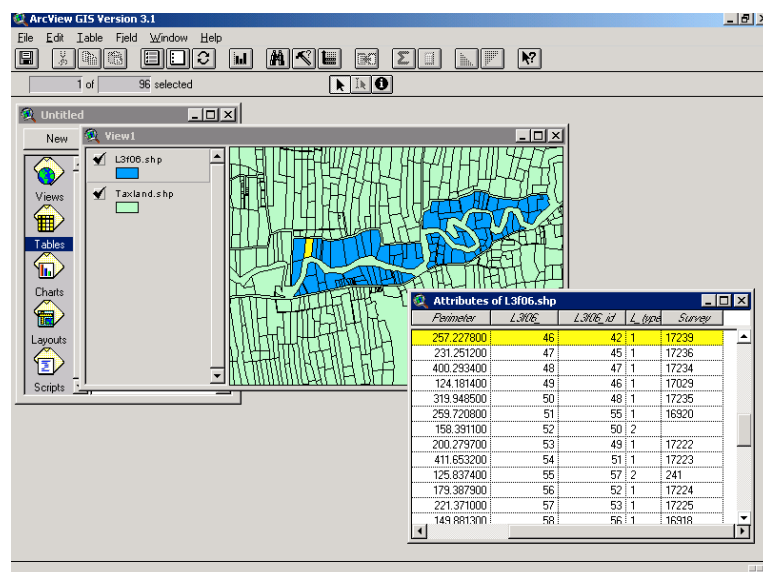 ArcView GIS Version 3.1
File Edit Table Field Window Help
1 of 96 selected
Untitled
New
Views
Tables
Charts
Layouts
Scripts
View1
L3f06.shp
Taxland.shp
Attributes of L3f06.shp
Perimeter L3f06_ L3f06_id L_type Survey
257.227800 46 42 1 17239
231.251200 47 45 1 17236
400.293400 48 47 1 17234
124.181400 49 46 1 17029
319.948500 50 48 1 17235
259.720800 51 55 1 16920
158.391100 52 50 2
200.279700 53 49 1 17222
411.653200 54 51 1 17223
125.837400 55 57 2 241
179.387900 56 52 1 17224
221.371000 57 53 1 17225
149.881300 58 56 1 16918